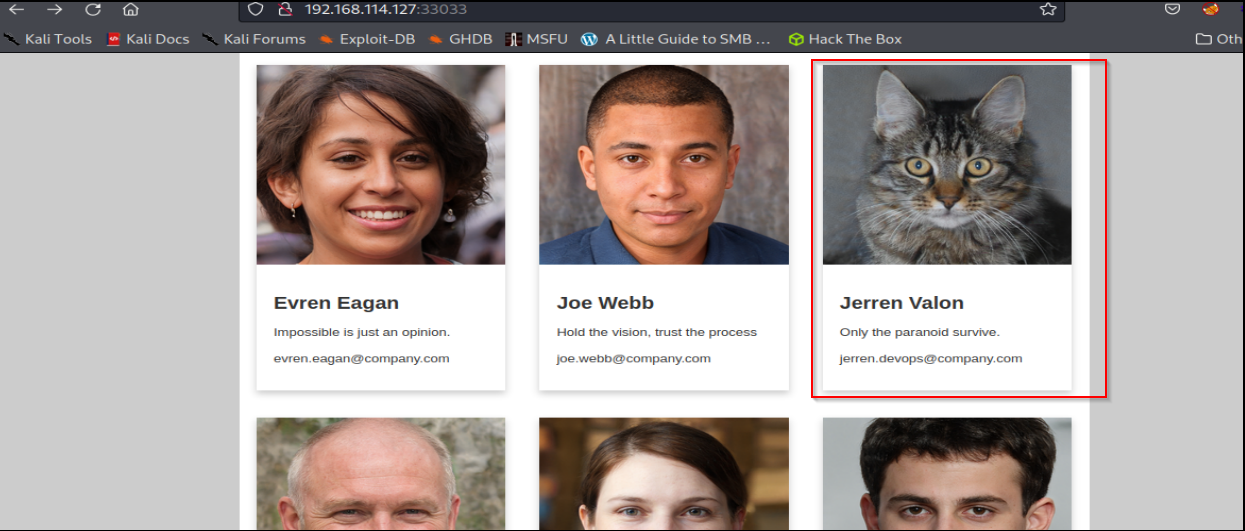 192.168.114.127:33033
Kali Tools Kali Docs Kali Forums Exploit-DB GHDB MSFU A Little Guide to SMB ... Hack The Box Oth
Evren Eagan Joe Webb Jerren Valon
Impossible is just an opinion. Hold the vision, trust the process Only the paranoid survive.
evren.eagan@company.com joe.webb@company.com jerren.devops@company.com